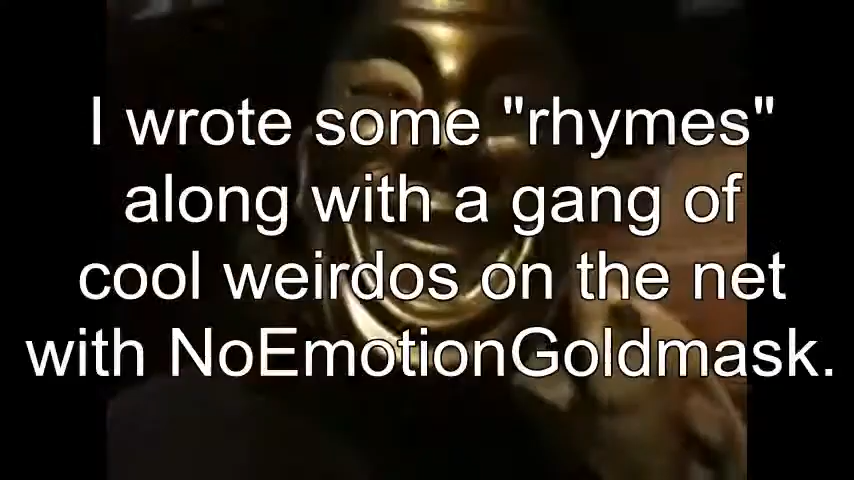 I wrote some "rhymes"
along with a gang of
cool weirdos on the net
with NoEmotionGoldmask.